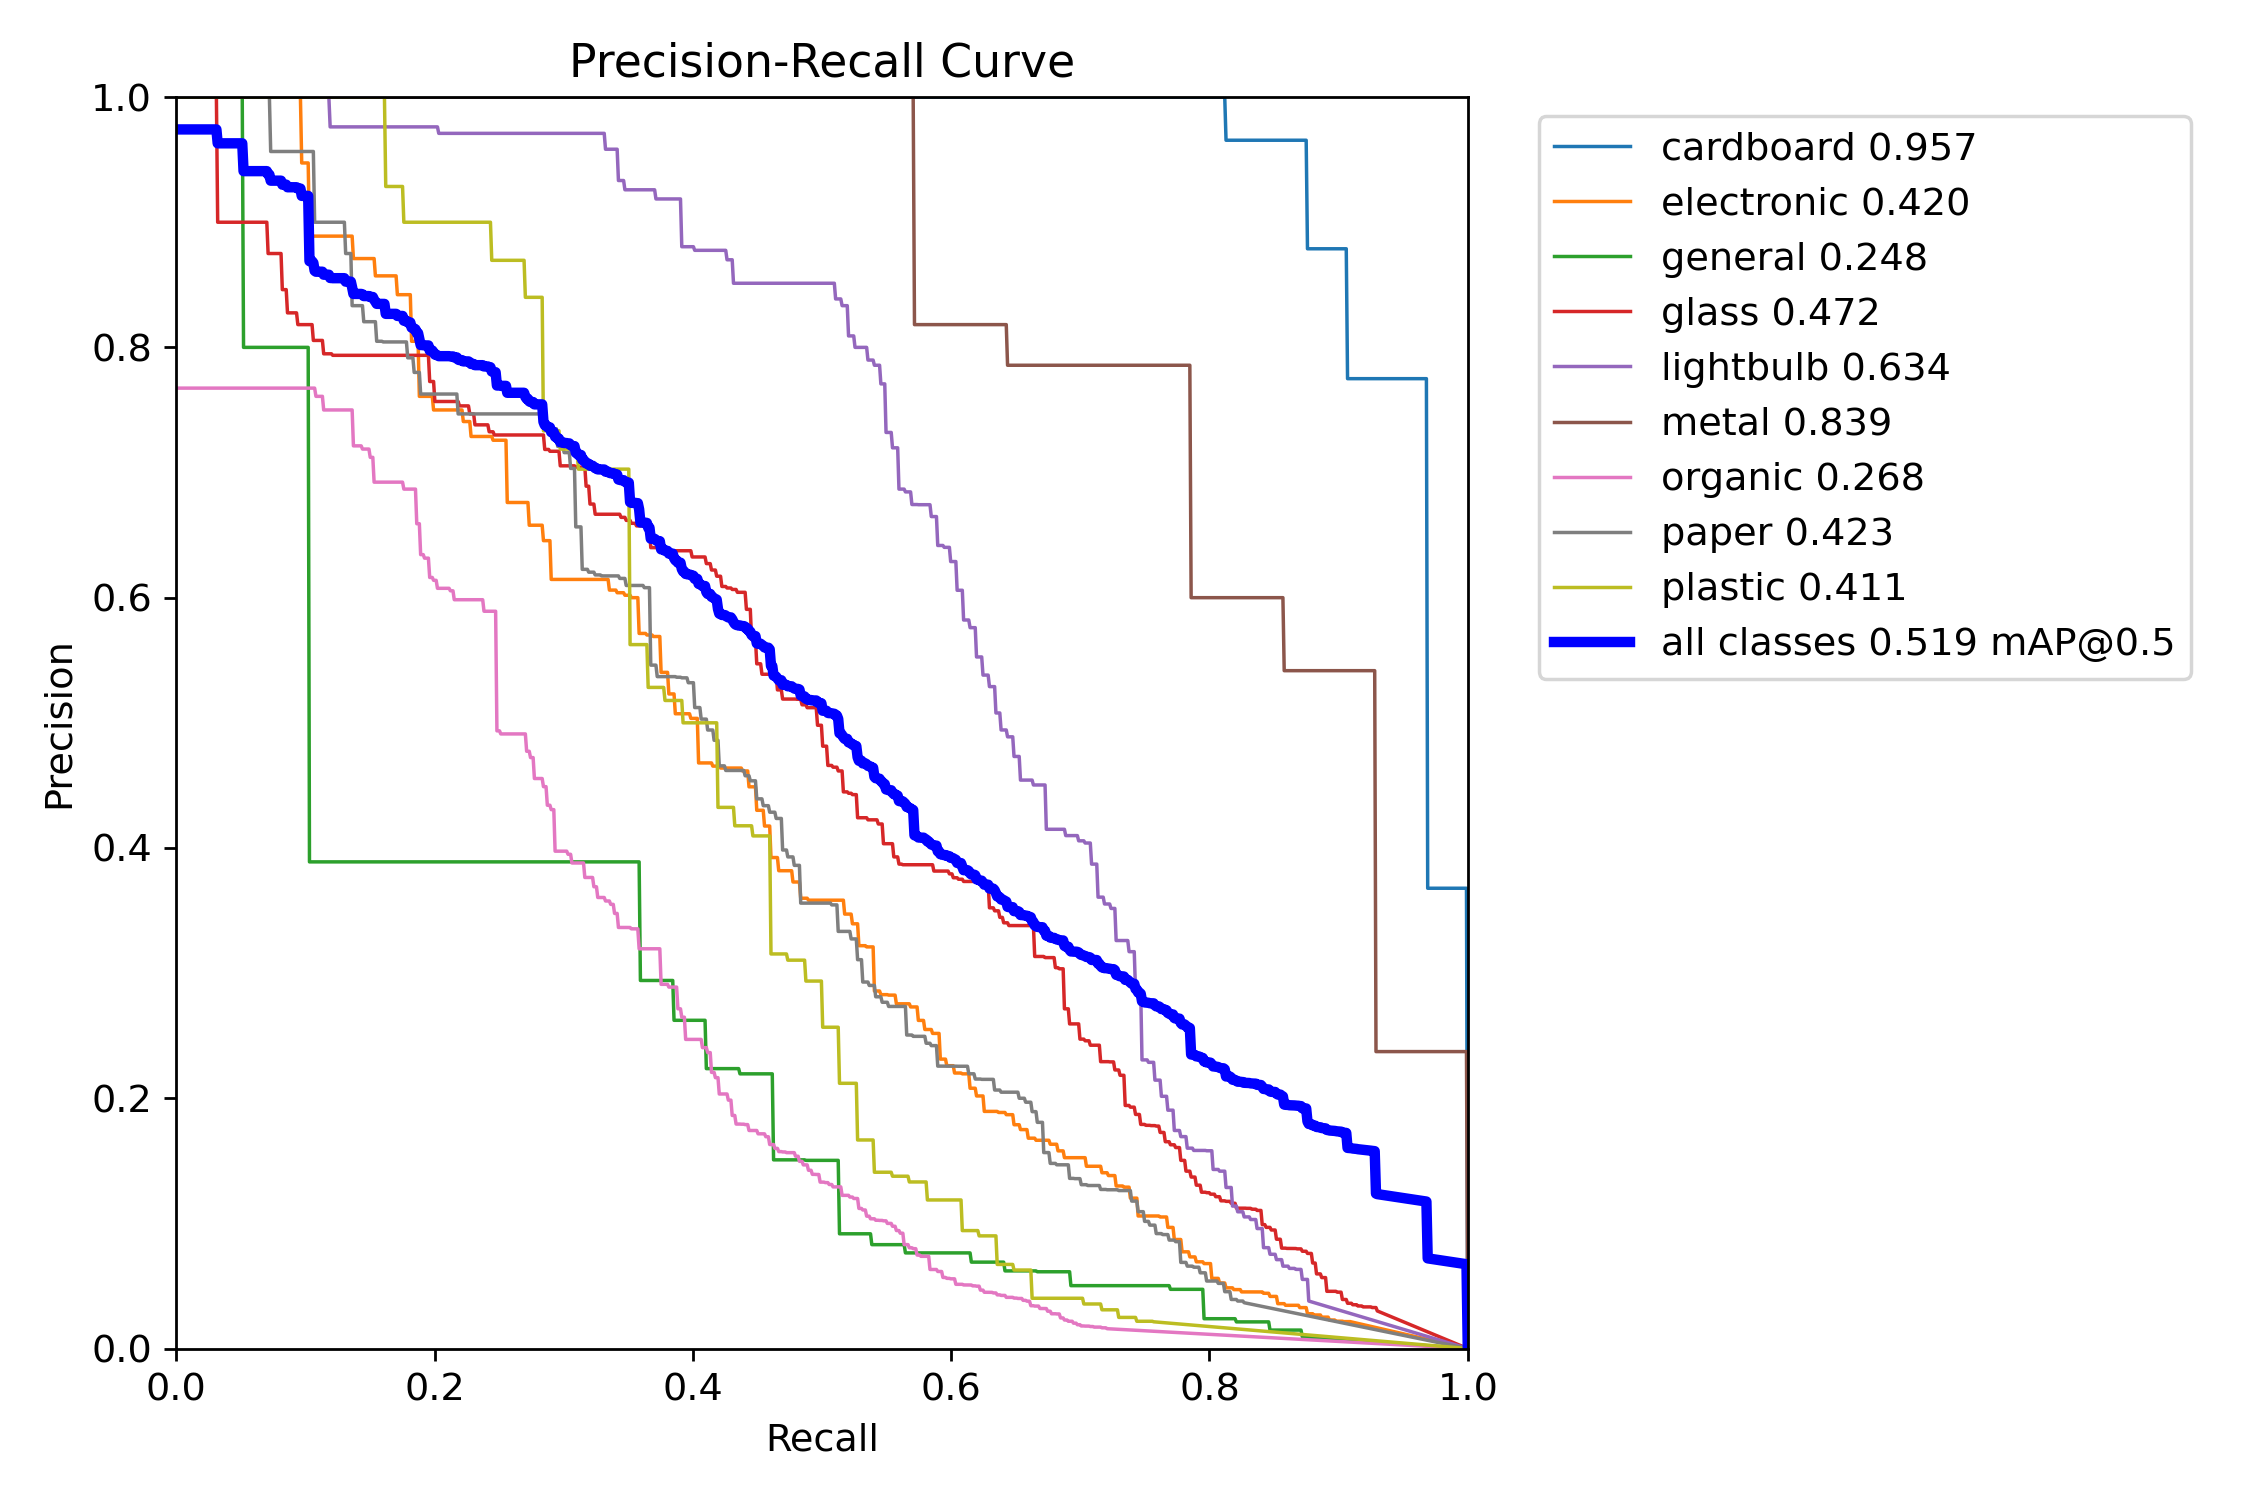 Precision-Recall Curve
1.0
0.8
0.6
0.4
0.2
0.0
Precision
0.0 0.2 0.4 0.6 0.8 1.0
Recall
cardboard 0.957
electronic 0.420
general 0.248
glass 0.472
lightbulb 0.634
metal 0.839
organic 0.268
paper 0.423
plastic 0.411
all classes 0.519 mAP@0.5